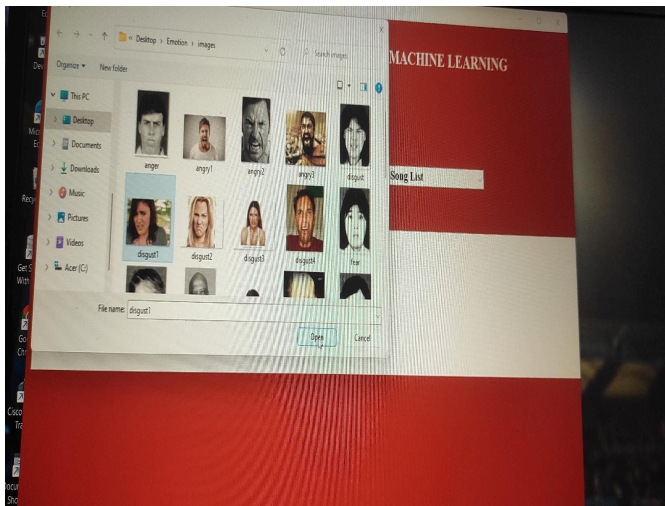 Desktop > Emotion > images
Search images
MACHINE LEARNING
Organize
New folder
This PC
Desktop
Documents
Downloads
Music
Pictures
Videos
Acer (C:)
anger
angry1
angry2
angry3
disgust
Song List
disgust1
disgust2
disgust3
disgust4
fear
File name:
disgust1
Open
Cancel
Cisco